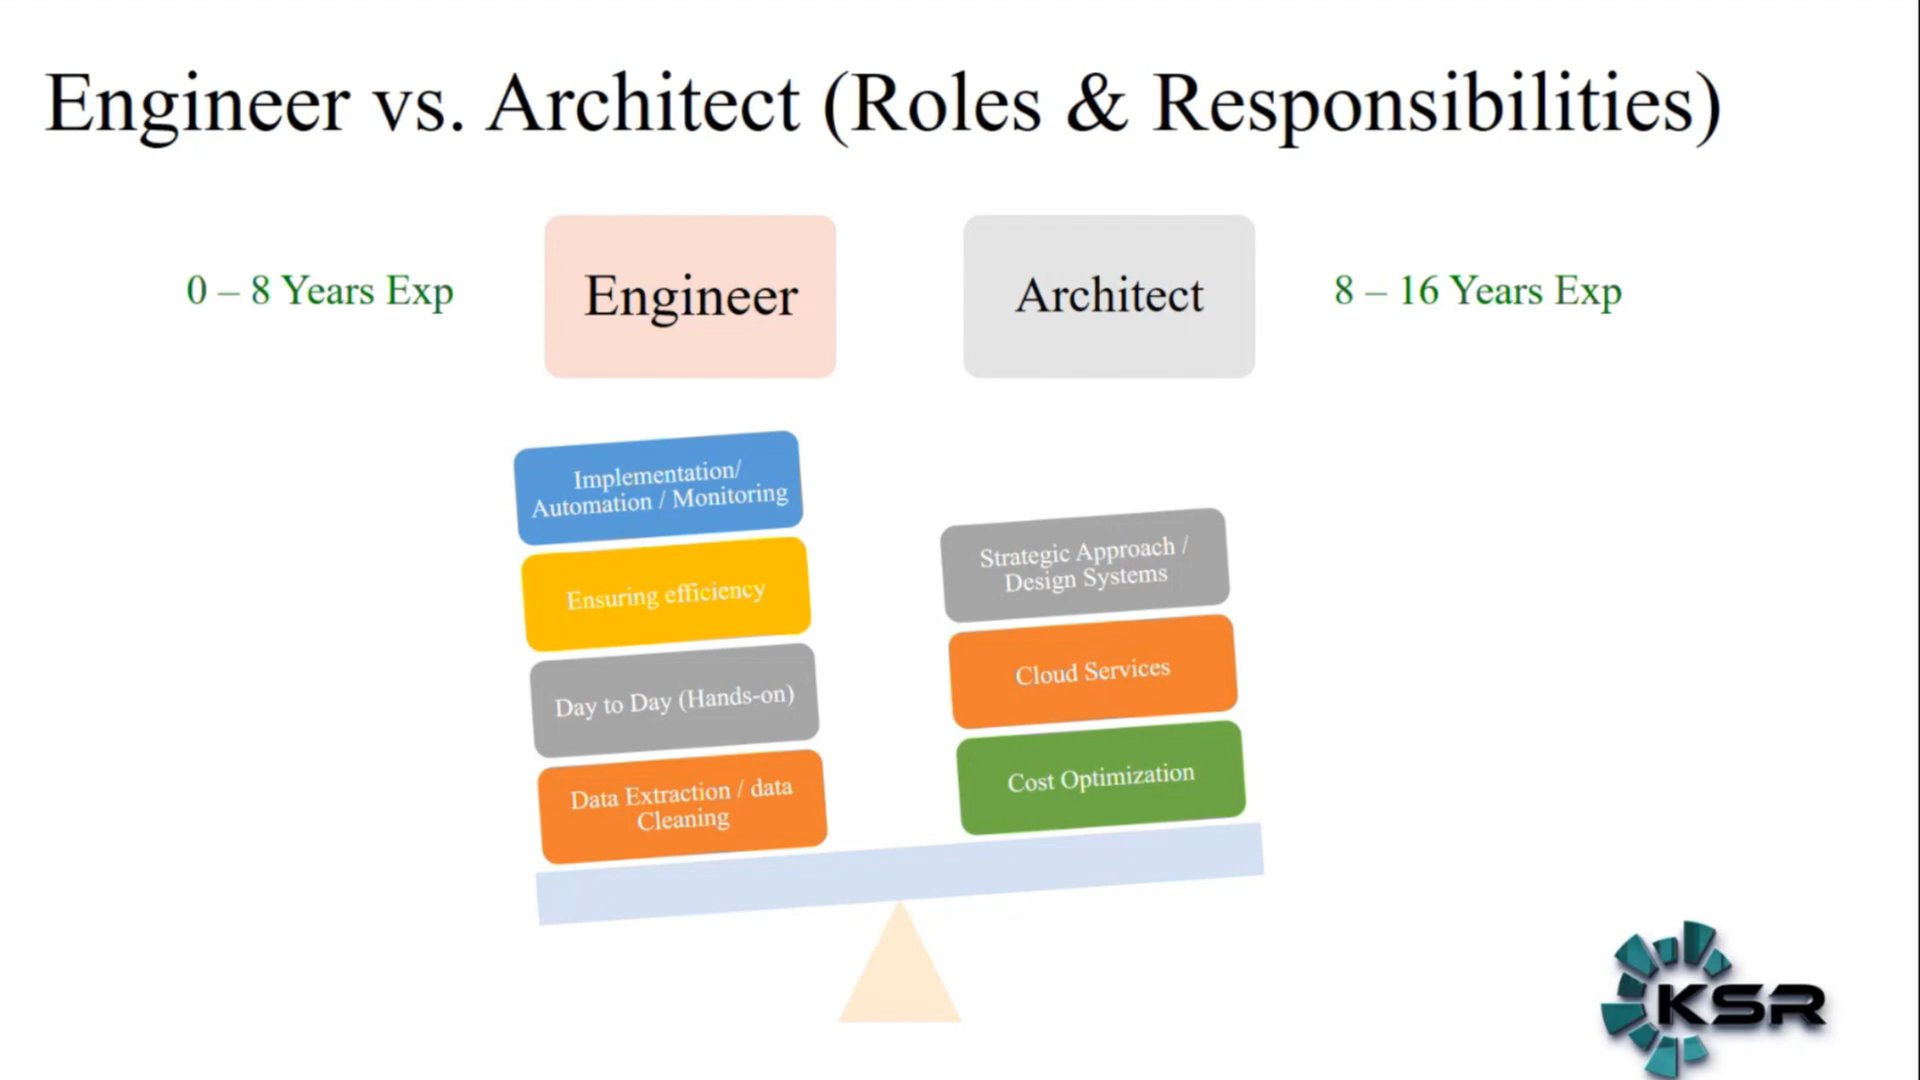 Engineer vs. Architect (Roles & Responsibilities)
0 – 8 Years Exp
Engineer
Architect
8 – 16 Years Exp
Implementation/
Automation / Monitoring
Ensuring efficiency
Day to Day (Hands-on)
Data Extraction / data
Cleaning
Strategic Approach /
Design Systems
Cloud Services
Cost Optimization
KSR